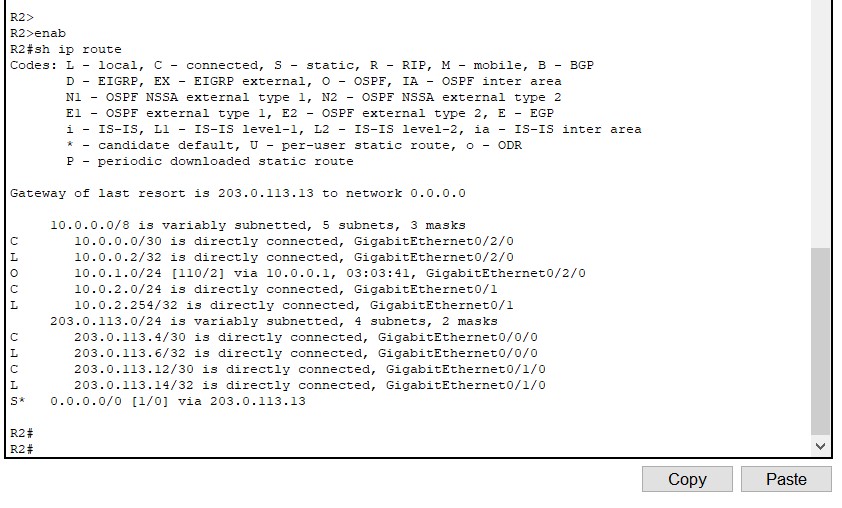 R2>
R2>enab
R2#sh ip route
Codes: L - local, C - connected, S - static, R - RIP, M - mobile, B - BGP
       D - EIGRP, EX - EIGRP external, O - OSPF, IA - OSPF inter area
       N1 - OSPF NSSA external type 1, N2 - OSPF NSSA external type 2
       E1 - OSPF external type 1, E2 - OSPF external type 2, E - EGP
       i - IS-IS, L1 - IS-IS level-1, L2 - IS-IS level-2, ia - IS-IS inter area
       * - candidate default, U - per-user static route, o - ODR
       P - periodic downloaded static route

Gateway of last resort is 203.0.113.13 to network 0.0.0.0

     10.0.0.0/8 is variably subnetted, 5 subnets, 3 masks
C       10.0.0.0/30 is directly connected, GigabitEthernet0/2/0
L       10.0.0.2/32 is directly connected, GigabitEthernet0/2/0
O       10.0.1.0/24 [110/2] via 10.0.0.1, 03:03:41, GigabitEthernet0/2/0
C       10.0.2.0/24 is directly connected, GigabitEthernet0/1
L       10.0.2.254/32 is directly connected, GigabitEthernet0/1
     203.0.113.0/24 is variably subnetted, 4 subnets, 2 masks
C       203.0.113.4/30 is directly connected, GigabitEthernet0/0/0
L       203.0.113.6/32 is directly connected, GigabitEthernet0/0/0
C       203.0.113.12/30 is directly connected, GigabitEthernet0/1/0
L       203.0.113.14/32 is directly connected, GigabitEthernet0/1/0
S*   0.0.0.0/0 [1/0] via 203.0.113.13

R2#
R2#
Copy
Paste